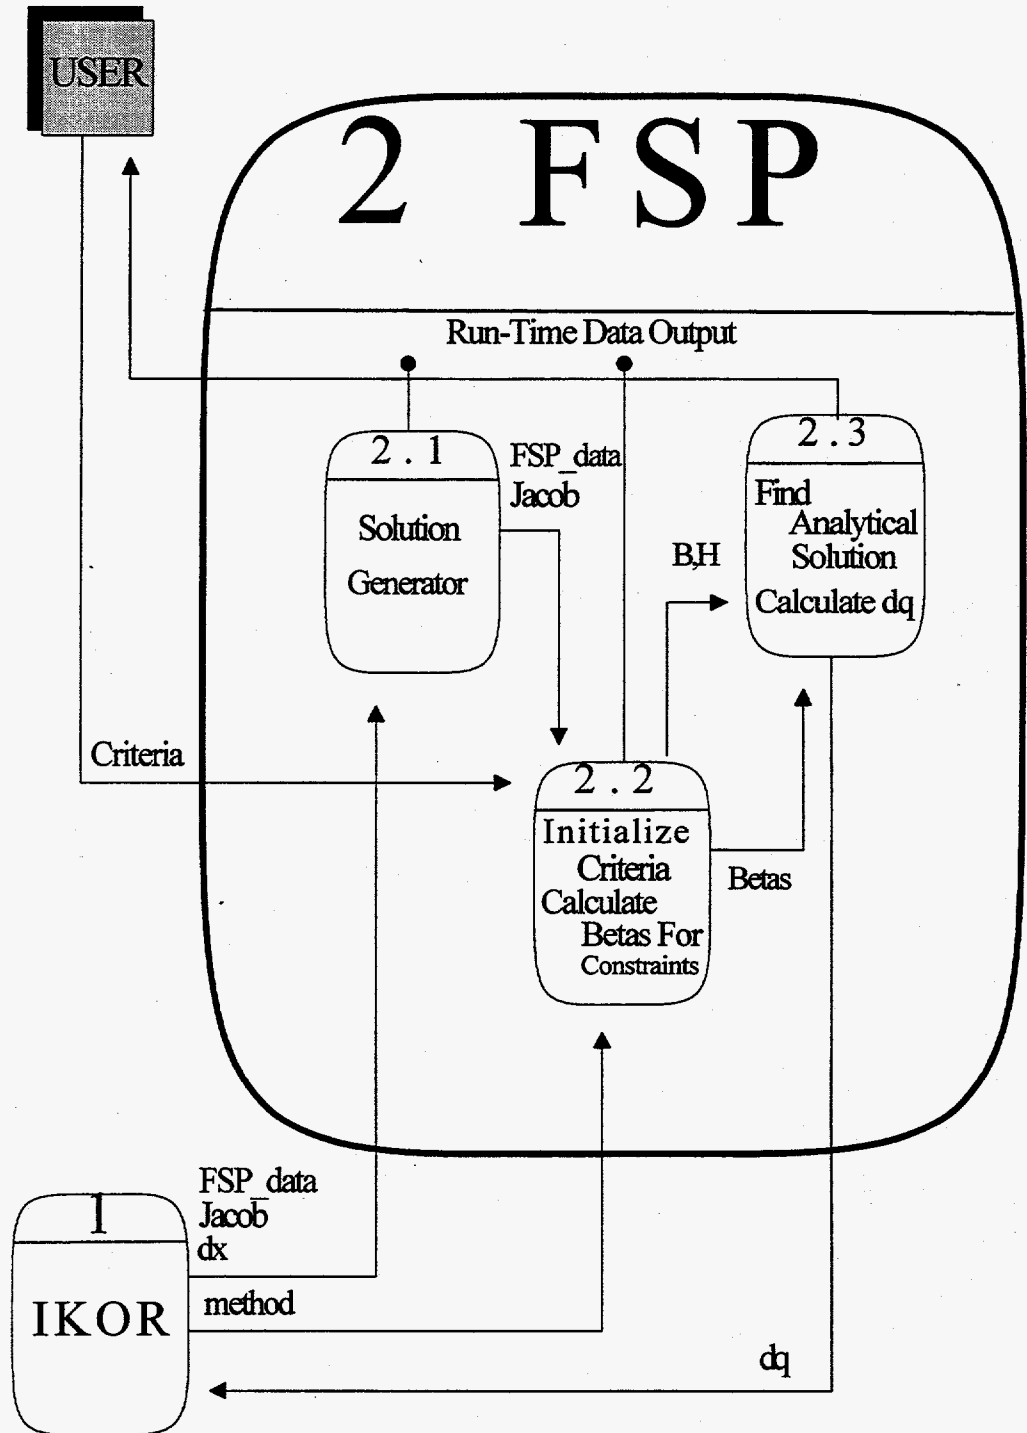 USER
2 FSP
Run-Time Data Output
2.1
Solution
Generator
FSP_data
Jacob
2.3
Find
Analytical
Solution
Calculate dq
B,H
Criteria
2.2
Initialize
Criteria
Calculate
Betas For
Constraints
Betas
1
IKOR
FSP_data
Jacob
dx
method
dq